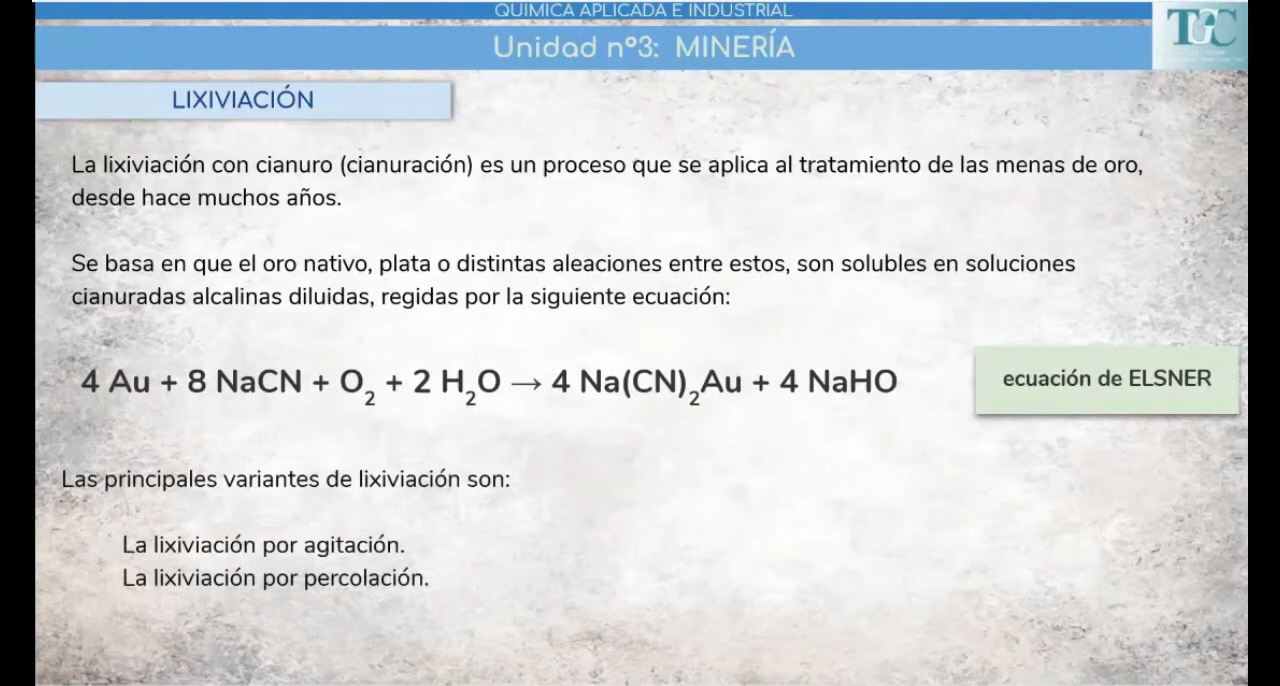 QUIMICA APLICADA E INDUSTRIAL
Unidad nº3: MINERÍA
TGC
LIXIVIACIÓN
La lixiviación con cianuro (cianuración) es un proceso que se aplica al tratamiento de las menas de oro,
desde hace muchos años.
Se basa en que el oro nativo, plata o distintas aleaciones entre estos, son solubles en soluciones
cianuradas alcalinas diluidas, regidas por la siguiente ecuación:
4 Au + 8 NaCN + O₂ + 2 H₂O → 4 Na(CN)₂Au + 4 NaHO
ecuación de ELSNER
Las principales variantes de lixiviación son:
La lixiviación por agitación.
La lixiviación por percolación.